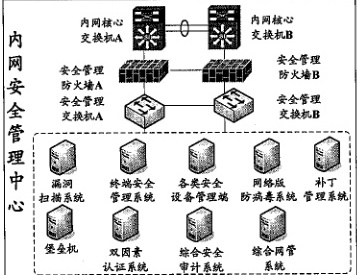 内网安全管理中心
内网核心
交换机A
内网核心
交换机B
安全管理
防火墙A
安全管理
防火墙B
安全管理
交换机A
安全管理
交换机B
漏洞
扫描系统
终端安全
管理系统
各类安全
设备管理端
网络版
防病毒系统
补丁
管理系统
堡垒机
双因素
认证系统
综合安全
审计系统
综合网管
系统